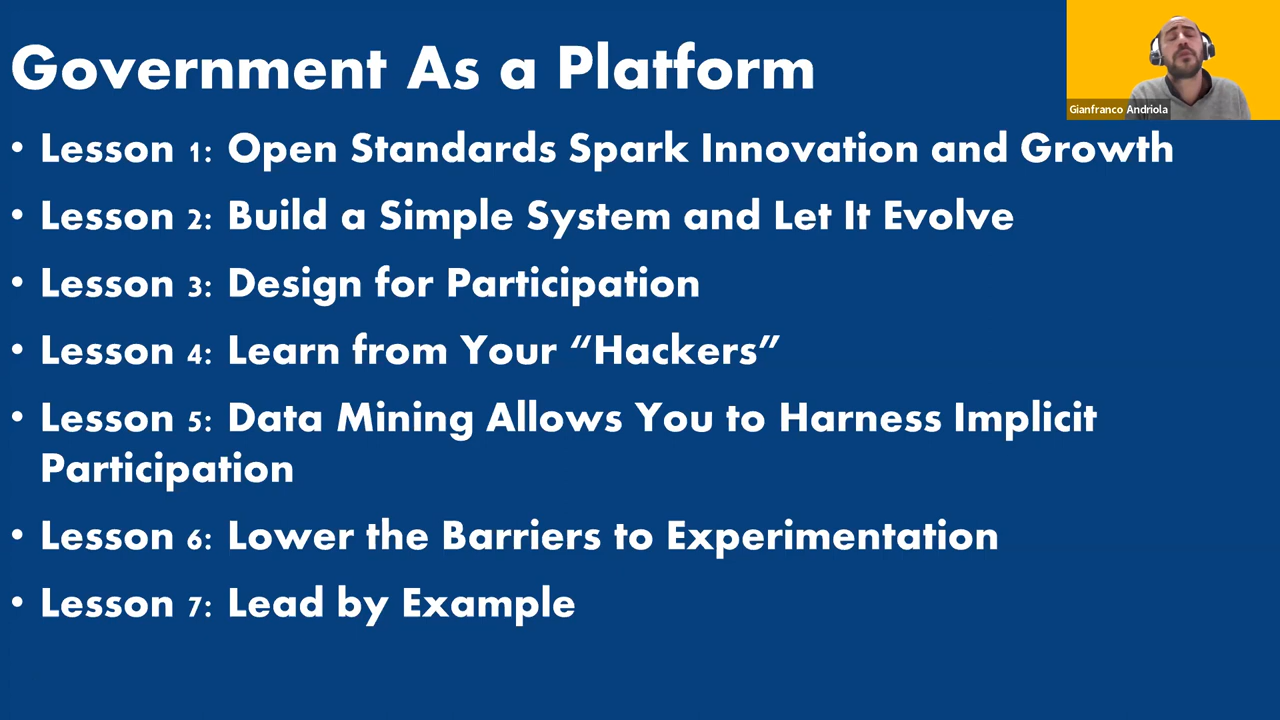 Government As a Platform
Gianfranco Andriola
• Lesson 1: Open Standards Spark Innovation and Growth
• Lesson 2: Build a Simple System and Let It Evolve
• Lesson 3: Design for Participation
• Lesson 4: Learn from Your “Hackers”
• Lesson 5: Data Mining Allows You to Harness Implicit
Participation
• Lesson 6: Lower the Barriers to Experimentation
• Lesson 7: Lead by Example